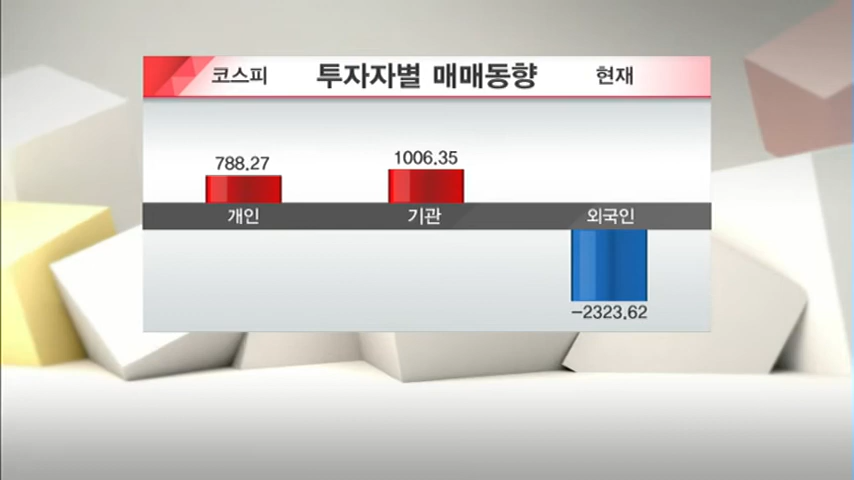 코스피 투자자별 매매동향 현재
788.27 1006.35
개인 기관 외국인
-2323.62